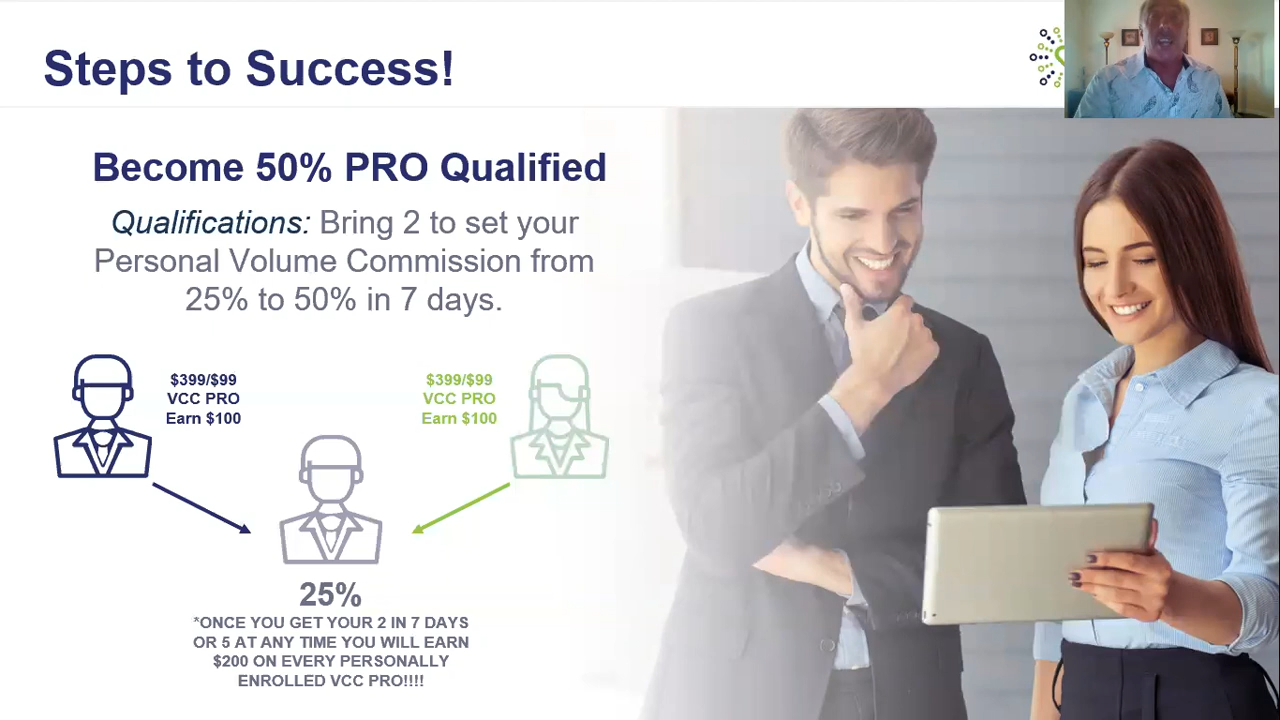 Steps to Success!
Become 50% PRO Qualified
Qualifications: Bring 2 to set your
Personal Volume Commission from
25% to 50% in 7 days.
$399/$99
VCC PRO
Earn $100
$399/$99
VCC PRO
Earn $100
25%
*ONCE YOU GET YOUR 2 IN 7 DAYS
OR 5 AT ANY TIME YOU WILL EARN
$200 ON EVERY PERSONALLY
ENROLLED VCC PRO!!!!